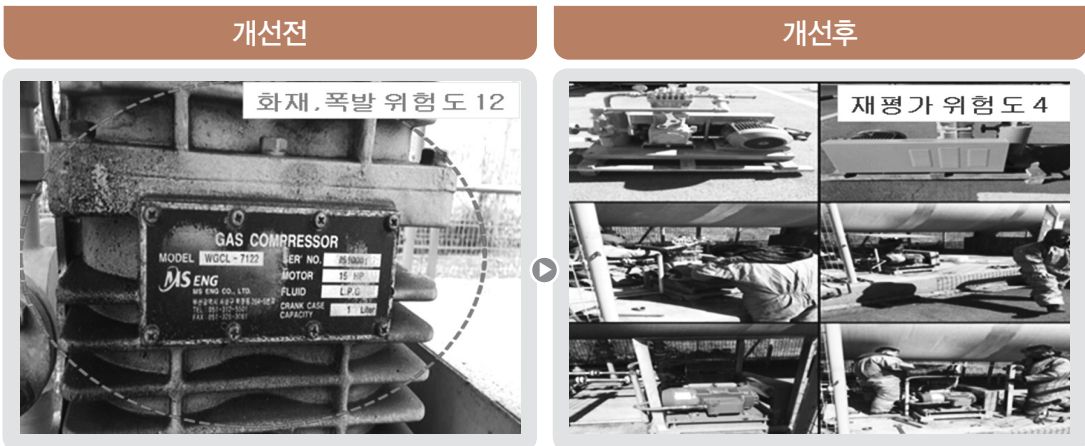 개선전
개선후
화재.폭발 위험도 12
재평가 위험도 4
GAS COMPRESSOR
MODEL WGCL - 7122
SER' NO.
MOTOR 15 HP
FLUID L.P.G
CRANK CASE CAPACITY 1 Liter
MS ENG
MS ENG CO., LTD.